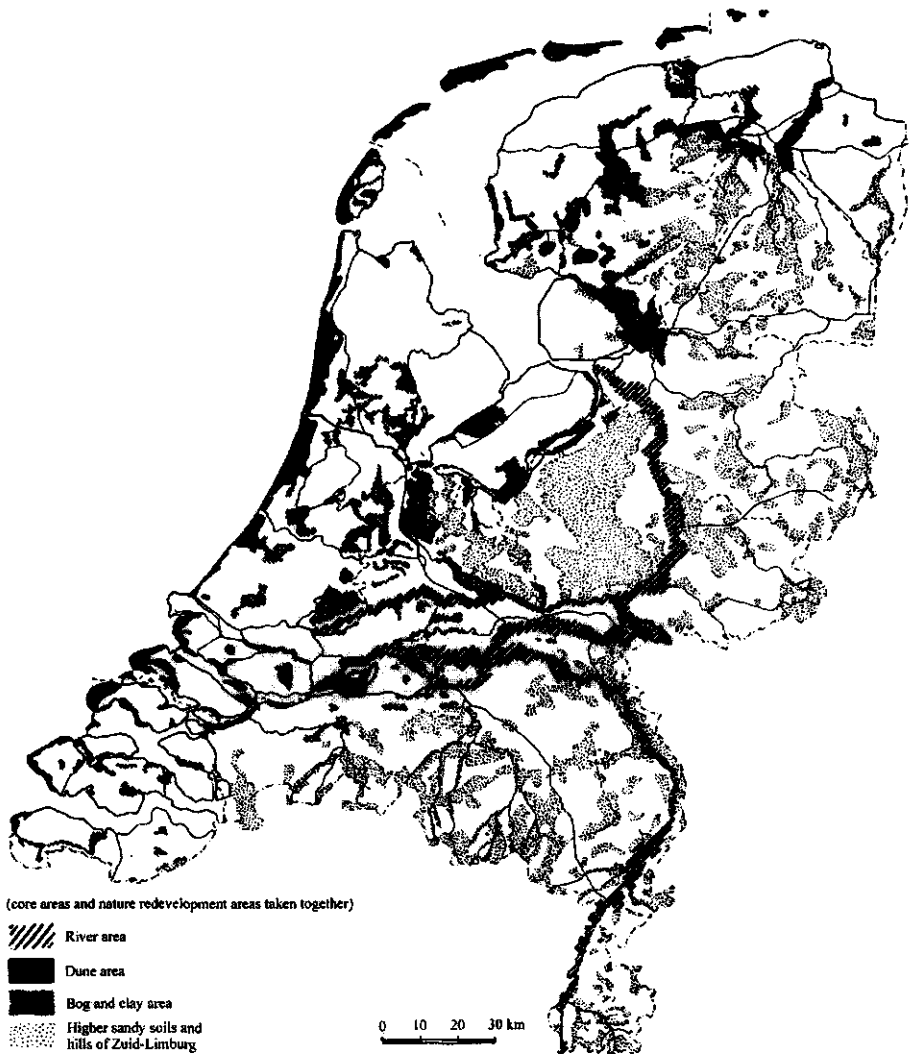 (core areas and nature redevelopment areas taken together)
River area
Dune area
Bog and clay area
Higher sandy soils and
hills of Zuid-Limburg
0 10 20 30 km